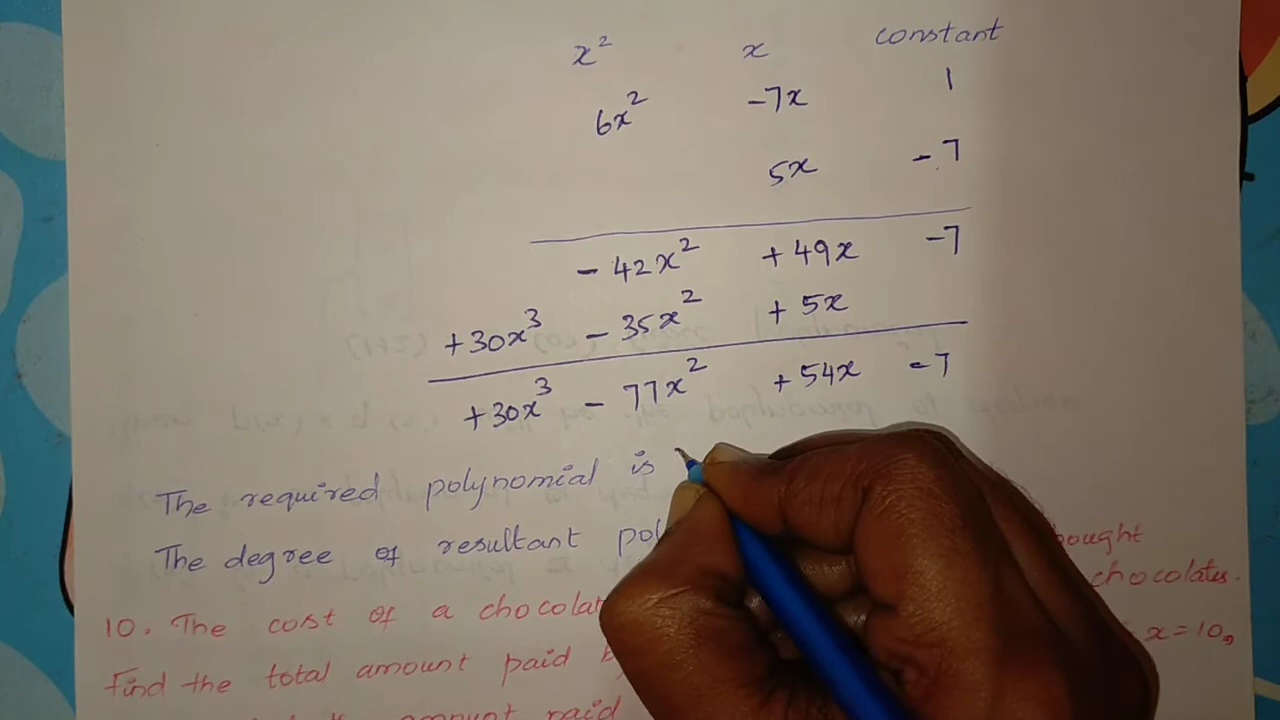 x² x constant
6x² -7x 1
5x -7
- 42x² + 49x -7
+30x³ - 35x² + 5x
+30x³ - 77x² + 54x -7
The required polynomial is
The degree of resultant pol
bought
10. The cost of a chocolat chocolates.
Find the total amount paid x=10,
amount paid